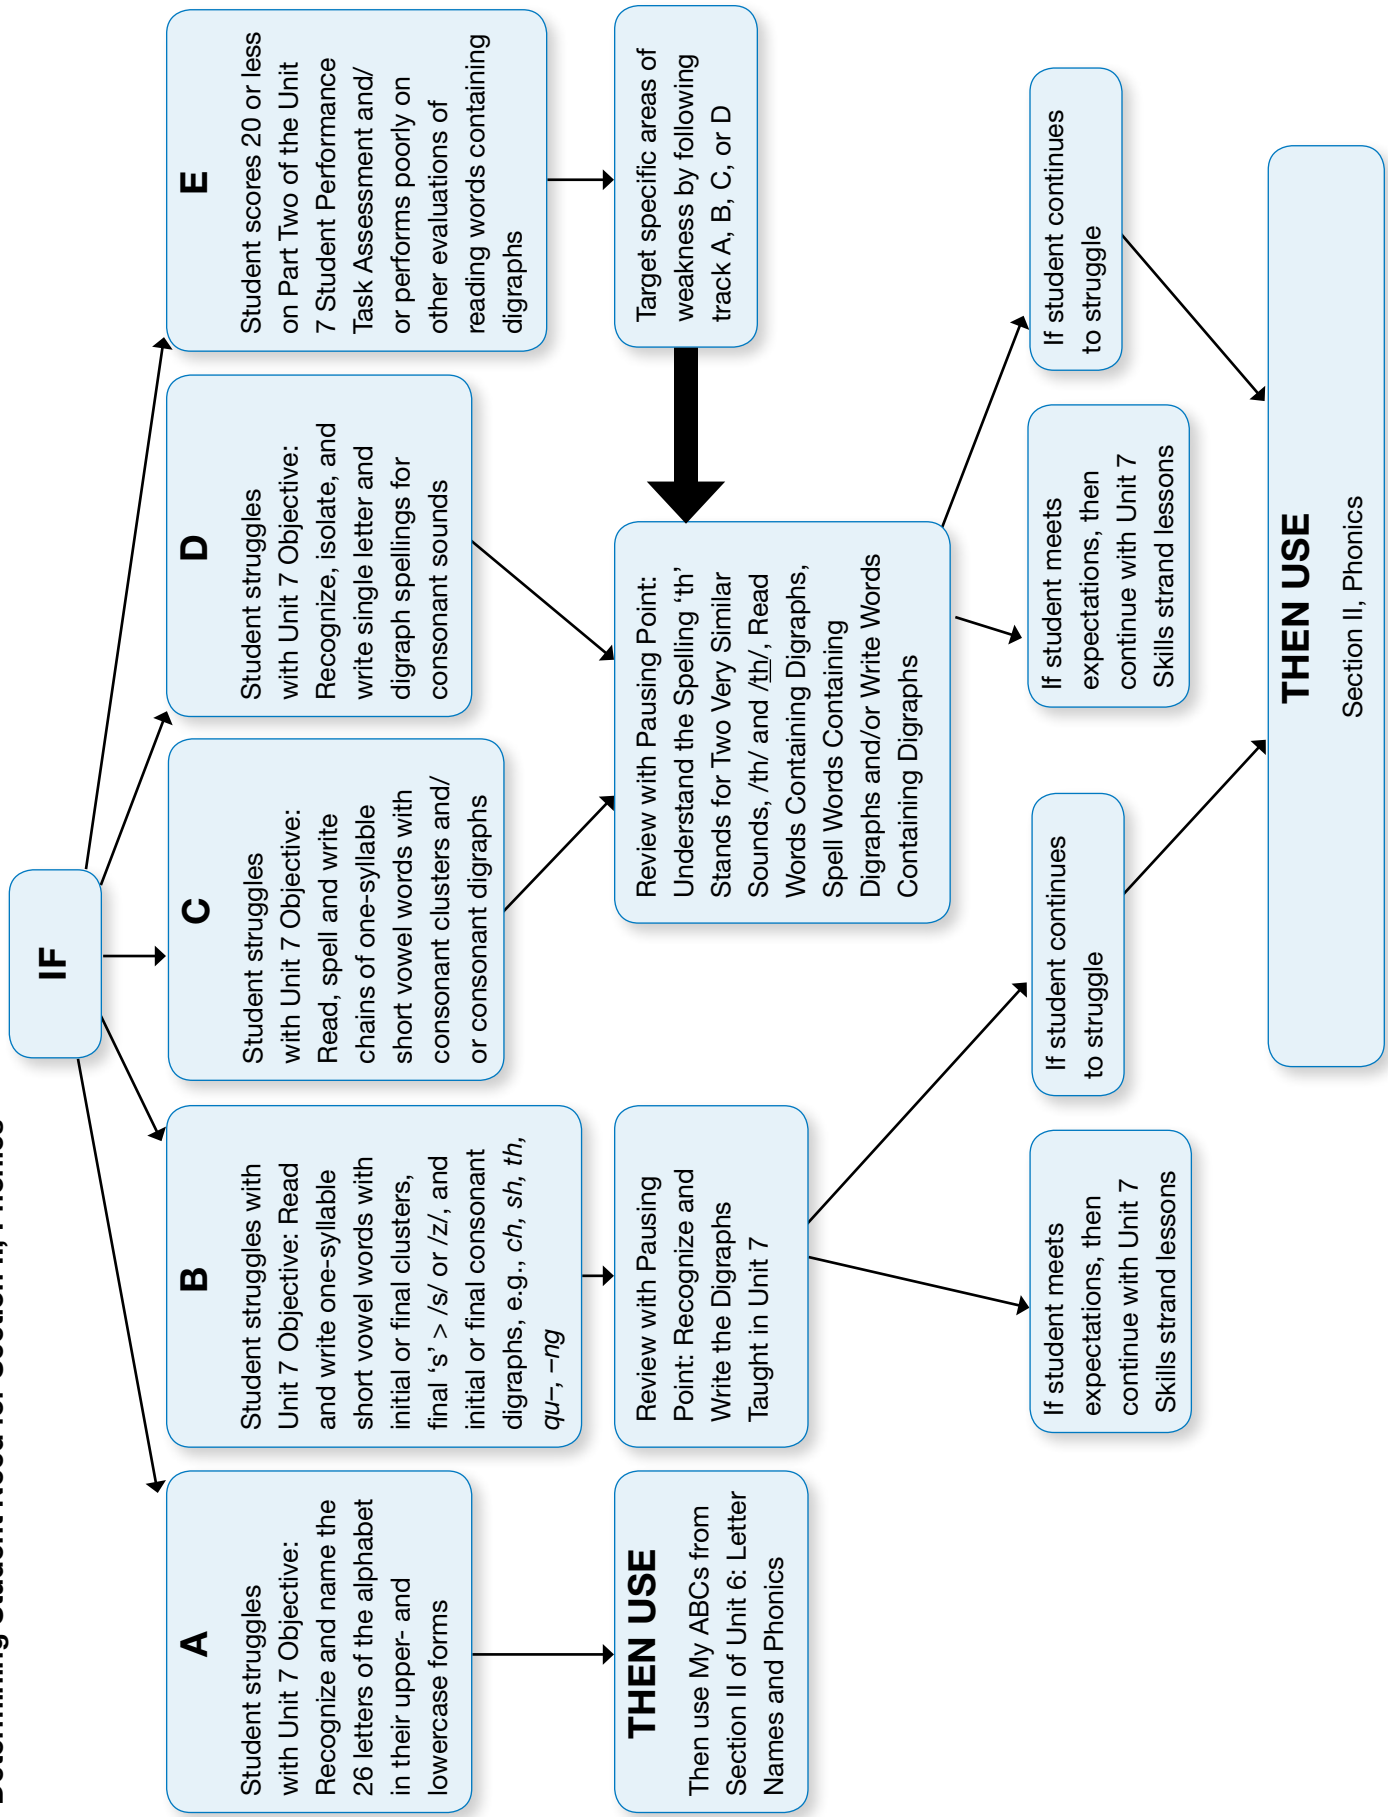 Determining Student Need for Section II, Phonics
IF
A
Student struggles
with Unit 7 Objective:
Recognize and name the
26 letters of the alphabet
in their upper- and
lowercase forms
B
Student struggles with
Unit 7 Objective: Read
and write one-syllable
short vowel words with
initial or final clusters,
final ‘s’ > /s/ or /z/, and
initial or final consonant
digraphs, e.g., ch, sh, th,
qu–, –ng
C
Student struggles
with Unit 7 Objective:
Read, spell and write
chains of one-syllable
short vowel words with
consonant clusters and/
or consonant digraphs
D
Student struggles
with Unit 7 Objective:
Recognize, isolate, and
write single letter and
digraph spellings for
consonant sounds
E
Student scores 20 or less
on Part Two of the Unit
7 Student Performance
Task Assessment and/
or performs poorly on
other evaluations of
reading words containing
digraphs
THEN USE
Then use My ABCs from
Section II of Unit 6: Letter
Names and Phonics
Review with Pausing
Point: Recognize and
Write the Digraphs
Taught in Unit 7
Review with Pausing Point:
Understand the Spelling ‘th’
Stands for Two Very Similar
Sounds, /th/ and /th/, Read
Words Containing Digraphs,
Spell Words Containing
Digraphs and/or Write Words
Containing Digraphs
Target specific areas of
weakness by following
track A, B, C, or D
If student meets
expectations, then
continue with Unit 7
Skills strand lessons
If student continues
to struggle
If student meets
expectations, then
continue with Unit 7
Skills strand lessons
If student continues
to struggle
THEN USE
Section II, Phonics